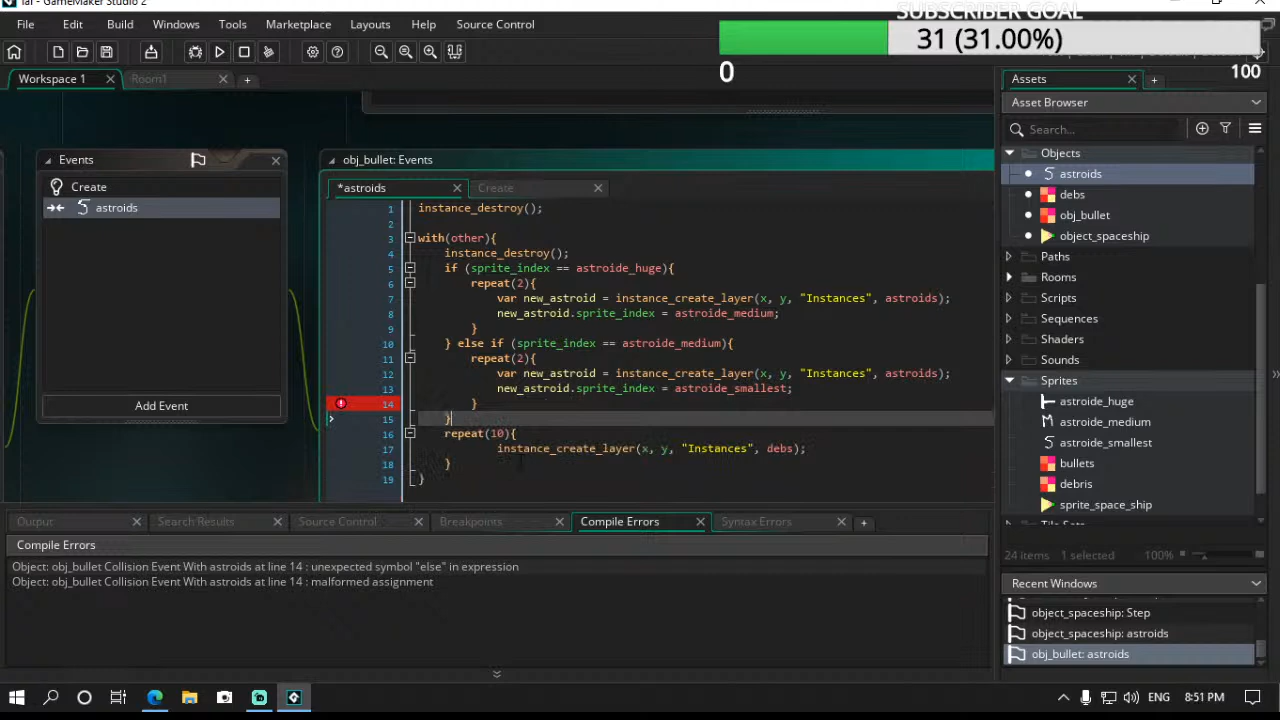 GameMaker Studio 2
SUBSCRIBER GOAL
31 (31.00%)
0
100
File Edit Build Windows Tools Marketplace Layouts Help Source Control
Workspace 1
Room1
Events
Create
astroids
Add Event
obj_bullet: Events
*astroids
Create
1 instance_destroy();
2
3 with(other){
4 instance_destroy();
5 if (sprite_index == astroide_huge){
6 repeat(2){
7 var new_astroid = instance_create_layer(x, y, "Instances", astroids);
8 new_astroid.sprite_index = astroide_medium;
9 }
10 } else if (sprite_index == astroide_medium){
11 repeat(2){
12 var new_astroid = instance_create_layer(x, y, "Instances", astroids);
13 new_astroid.sprite_index = astroide_smallest;
14 }
15 }
16 repeat(10){
17 instance_create_layer(x, y, "Instances", debs);
18 }
19 }
Output
Search Results
Source Control
Breakpoints
Compile Errors
Syntax Errors
Compile Errors
Object: obj_bullet Collision Event With astroids at line 14 : unexpected symbol "else" in expression
Object: obj_bullet Collision Event With astroids at line 14 : malformed assignment
Assets
Asset Browser
Search...
Objects
astroids
debs
obj_bullet
object_spaceship
Paths
Rooms
Scripts
Sequences
Shaders
Sounds
Sprites
astroide_huge
astroide_medium
astroide_smallest
bullets
debris
sprite_space_ship
Tile Sets
24 items 1 selected 100%
Recent Windows
object_spaceship: Step
object_spaceship: astroids
obj_bullet: astroids
ENG 8:51 PM